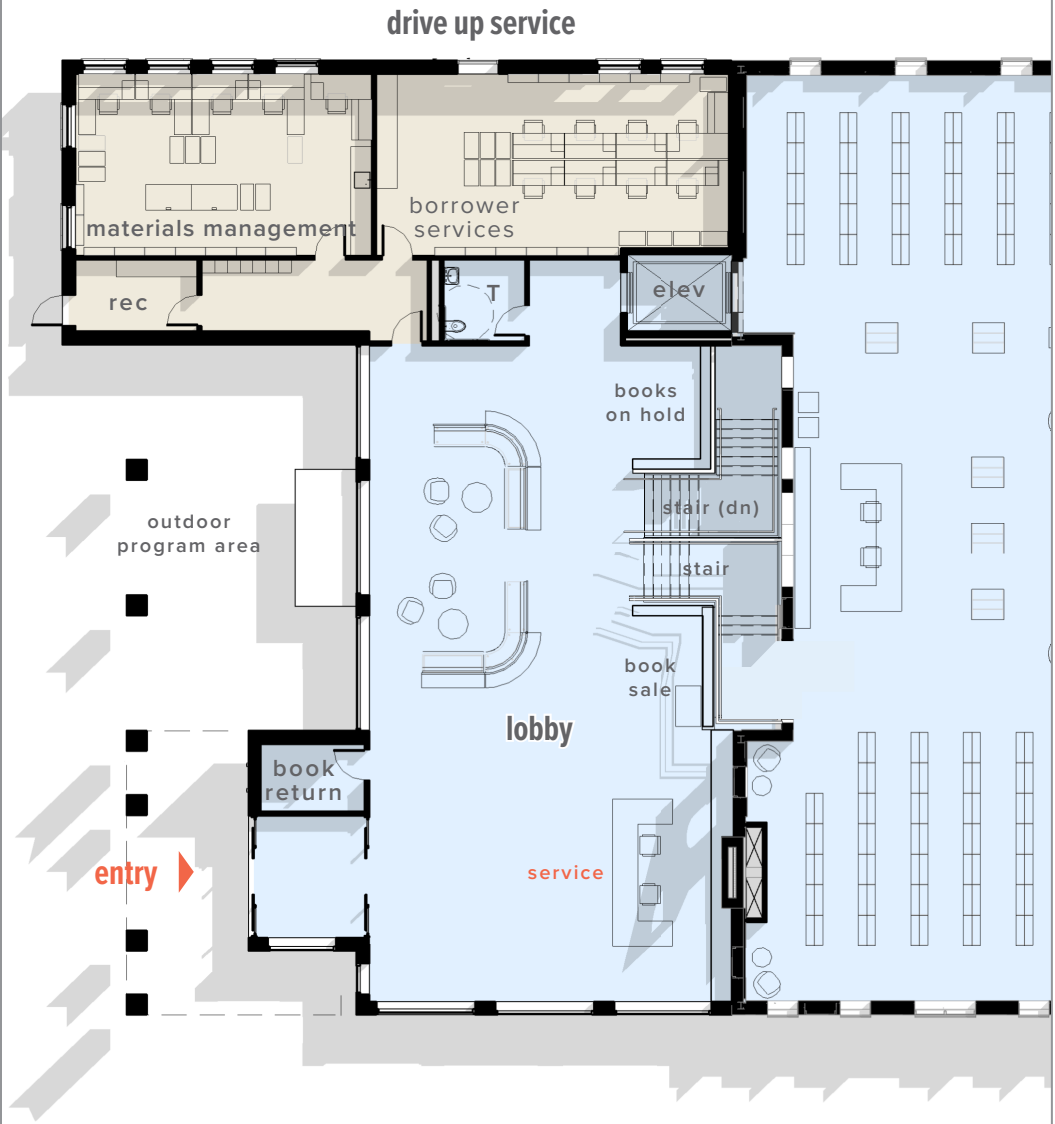 drive up service
materials management
borrower
services
rec
T
elev
books
on hold
stair (dn)
outdoor
program area
stair
book
sale
lobby
book
return
entry
service